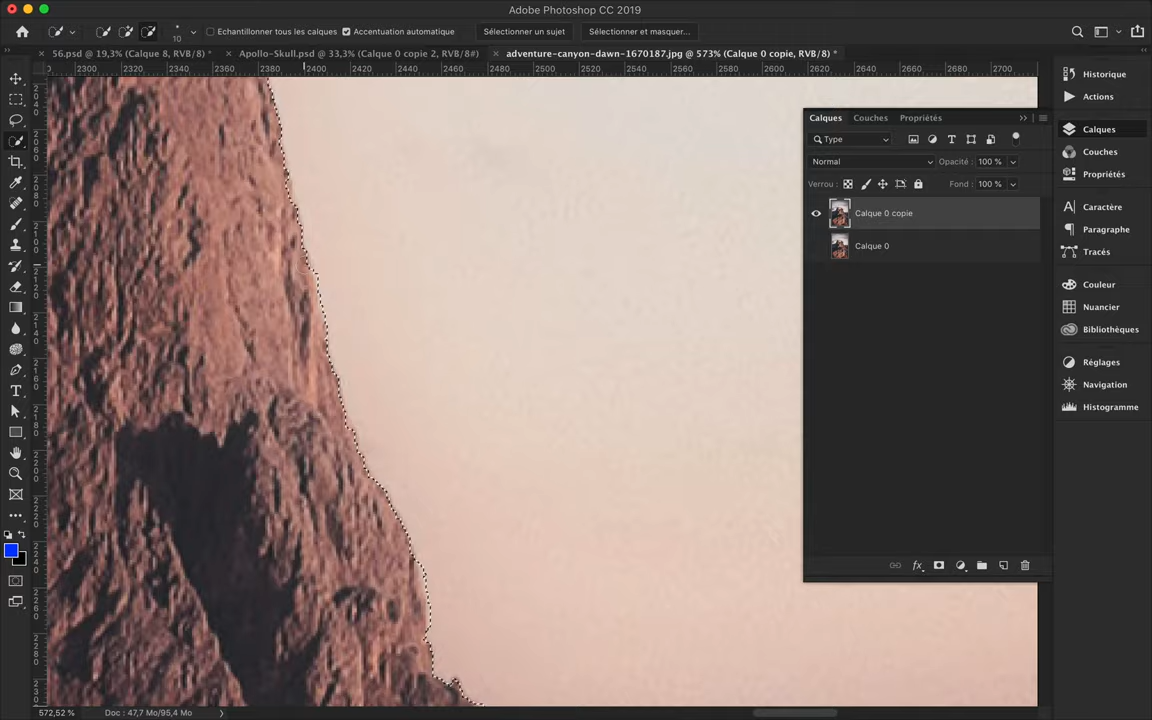 Adobe Photoshop CC 2019
10
Echantillonner tous les calques
Accentuation automatique
Sélectionner un sujet
Sélectionner et masquer...
56.psd @ 19,3% (Calque 8, RVB/8) *
Apollo-Skull.psd @ 33,3% (Calque 0 copie 2, RVB/8#)
adventure-canyon-dawn-1670187.jpg @ 573% (Calque 0 copie, RVB/8) *
2300 2320 2340 2360 2380 2400 2420 2440 2460 2480 2500 2520 2540 2560 2580 2600 2620 2640 2660 2680 2700
Calques Couches Propriétés
Type
Normal Opacité : 100 %
Verrou : Fond : 100 %
Calque 0 copie
Calque 0
fx
Historique
Actions
Calques
Couches
Propriétés
Caractère
Paragraphe
Tracés
Couleur
Nuancier
Bibliothèques
Réglages
Navigation
Histogramme
572,52 % Doc : 47,7 Mo/95,4 Mo